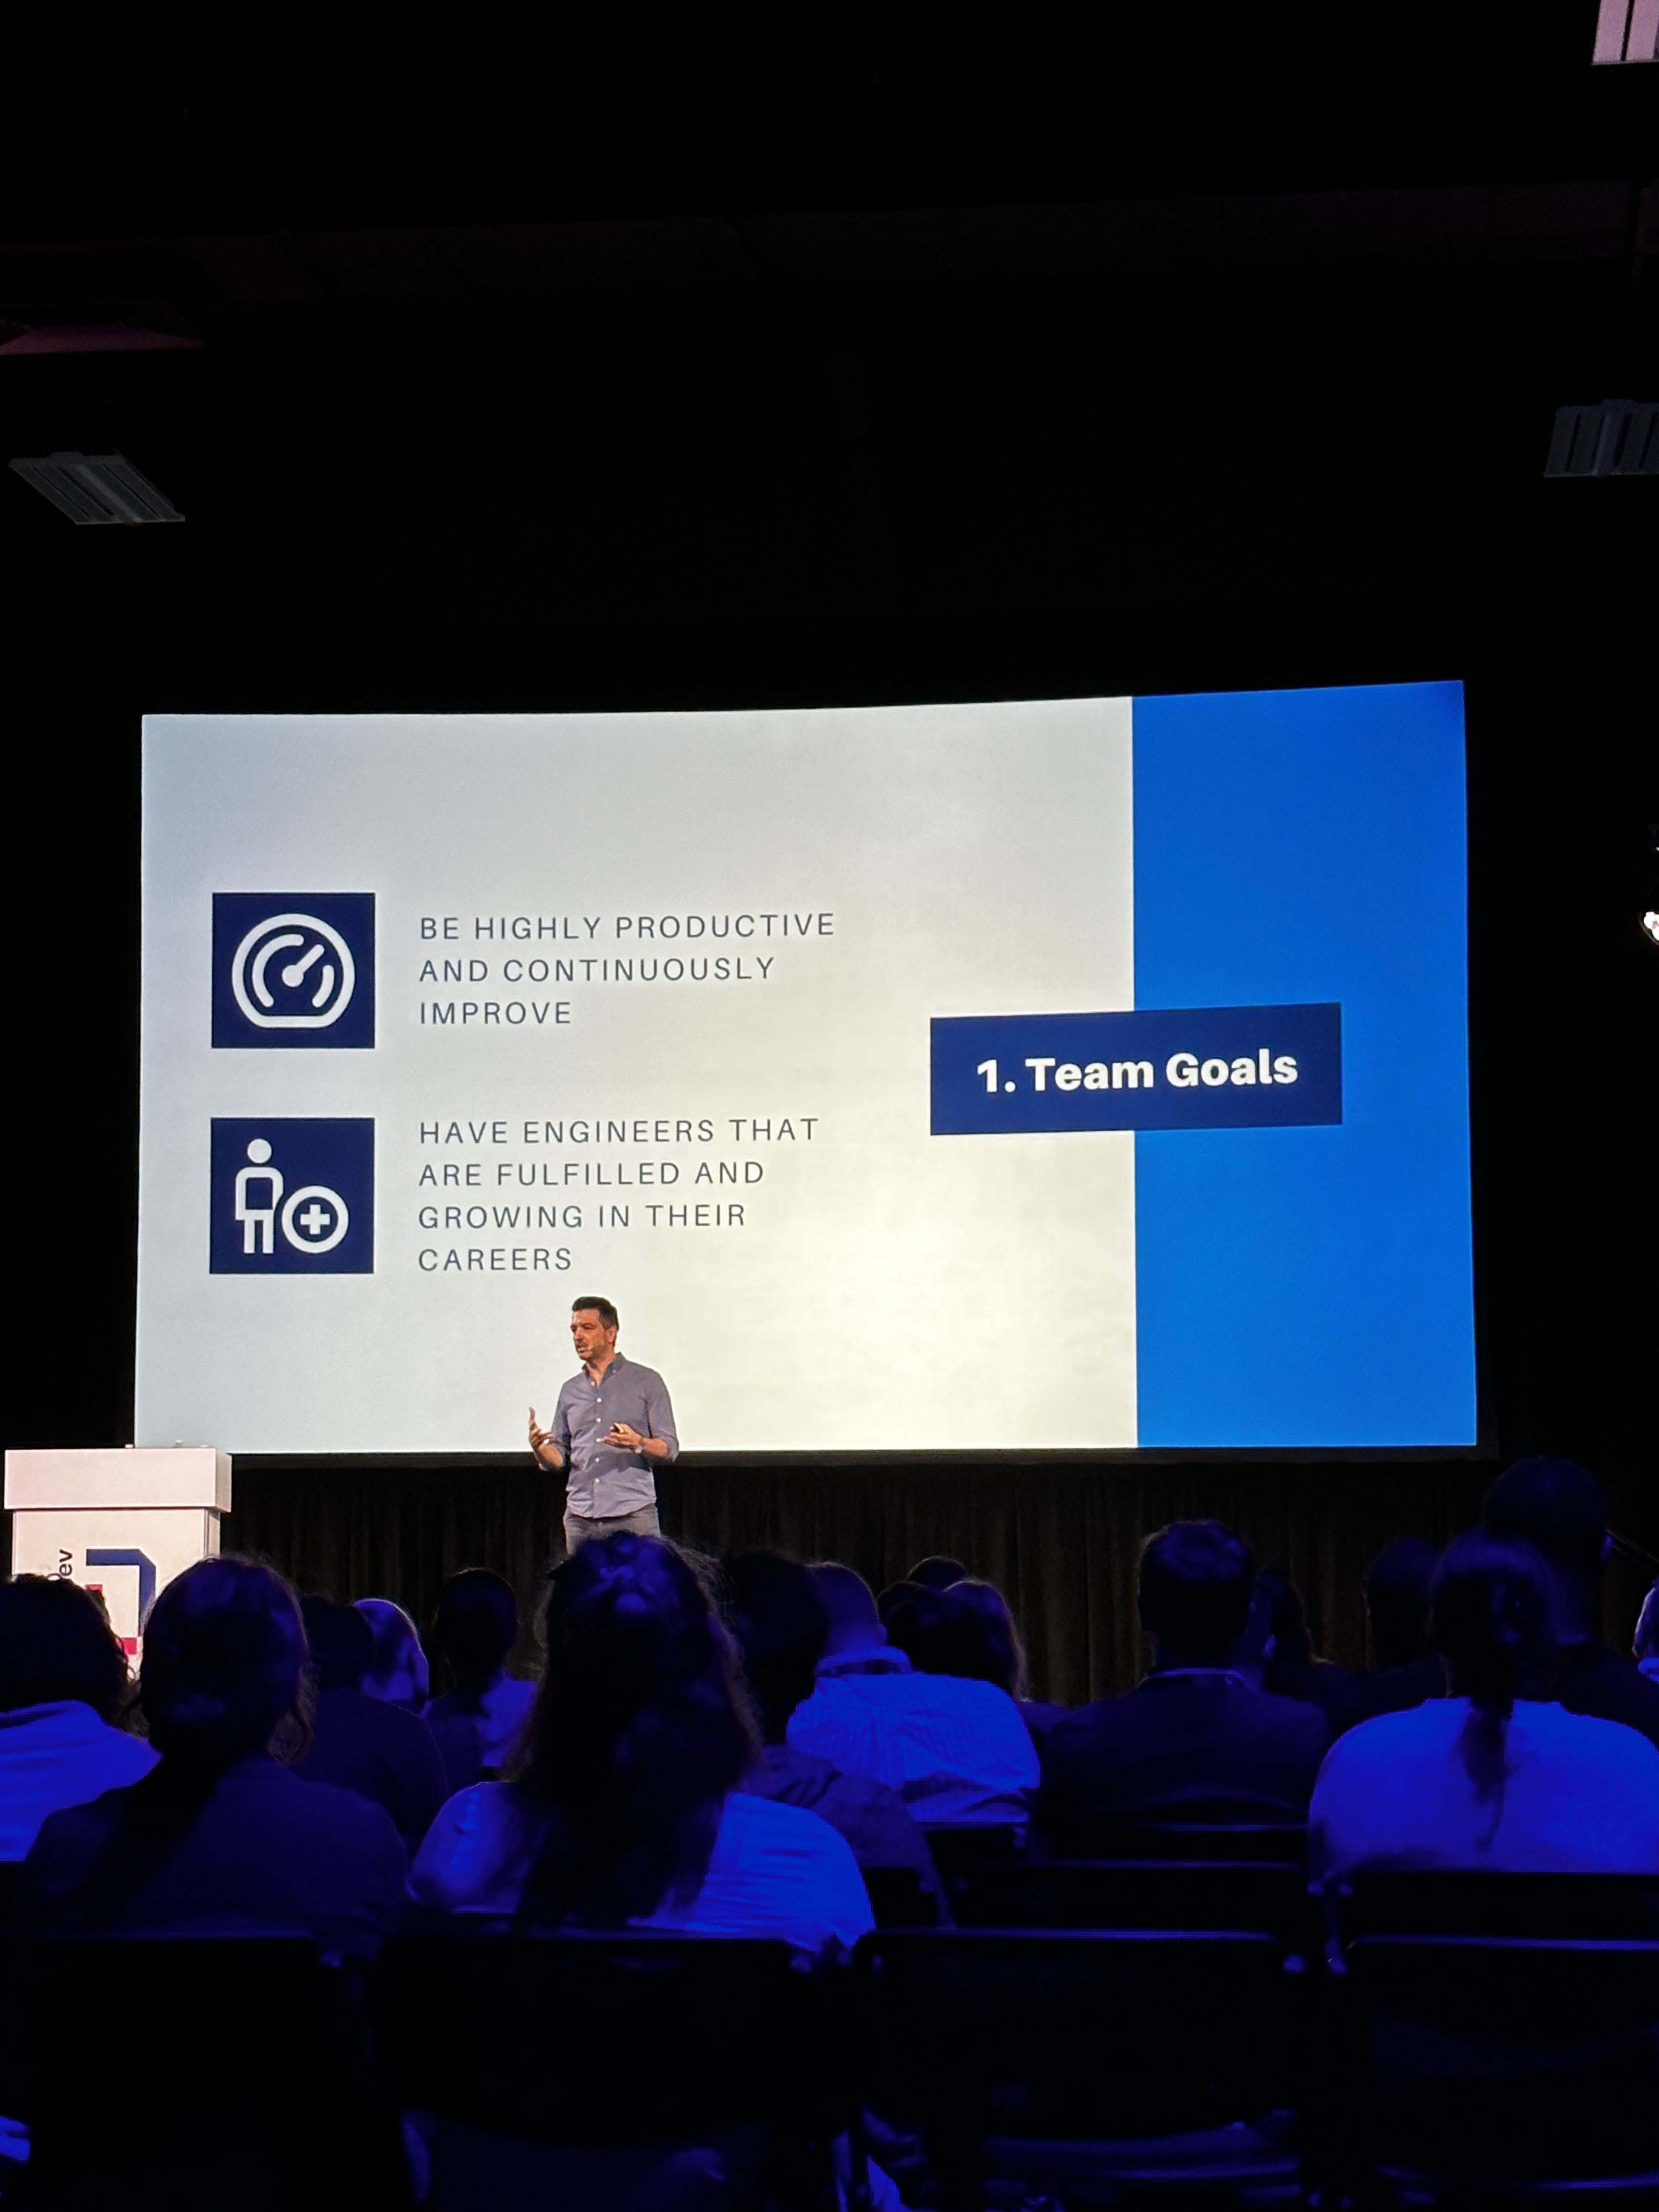 BE HIGHLY PRODUCTIVE
AND CONTINUOUSLY
IMPROVE
1. Team Goals
HAVE ENGINEERS THAT
ARE FULFILLED AND
GROWING IN THEIR
CAREERS